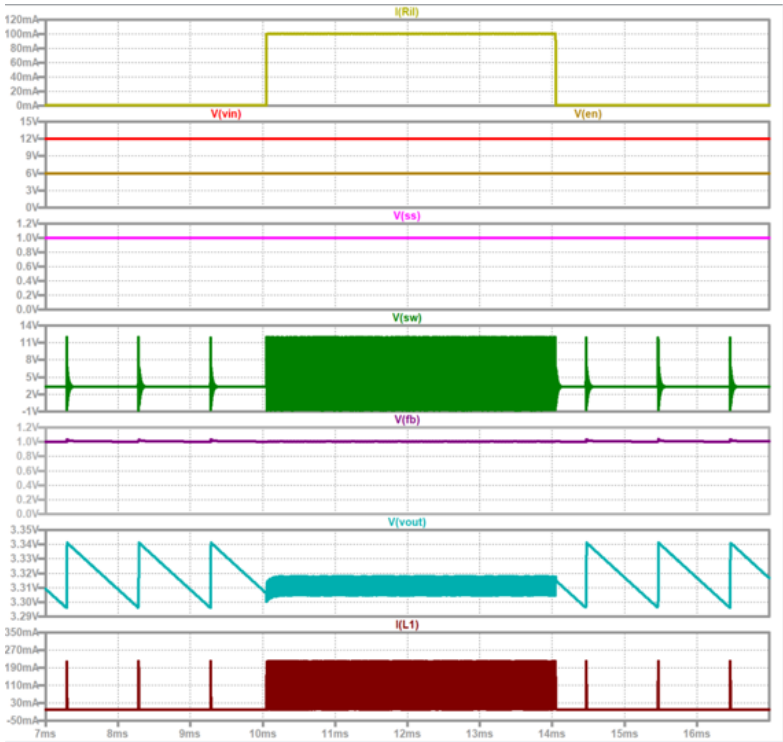 I(Ril)
120mA
100mA
80mA
60mA
40mA
20mA
0mA
V(vin) V(en)
15V
12V
9V
6V
3V
0V
V(ss)
1.2V
1.0V
0.8V
0.6V
0.4V
0.2V
0.0V
V(sw)
14V
11V
8V
5V
2V
-1V
V(fb)
1.2V
1.0V
0.8V
0.6V
0.4V
0.2V
0.0V
V(vout)
3.35V
3.34V
3.33V
3.32V
3.31V
3.30V
3.29V
I(L1)
350mA
270mA
190mA
110mA
30mA
-50mA
7ms 8ms 9ms 10ms 11ms 12ms 13ms 14ms 15ms 16ms